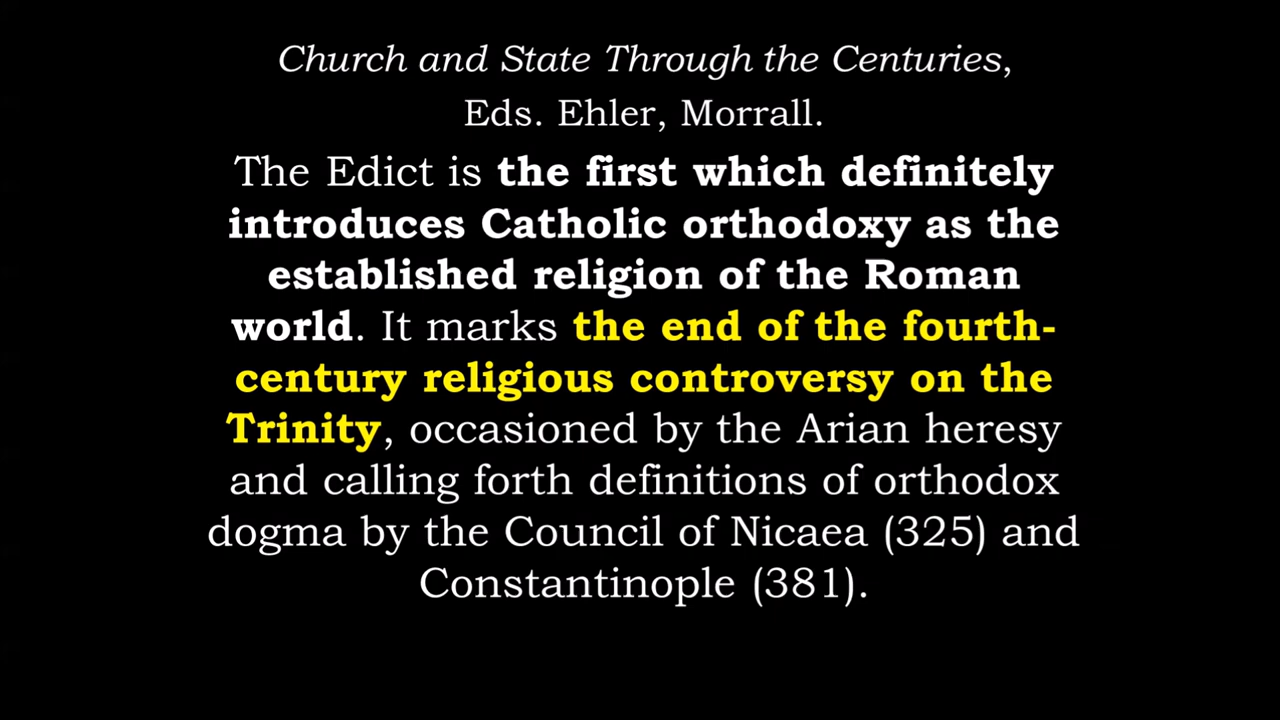 Church and State Through the Centuries,
Eds. Ehler, Morrall.
The Edict is the first which definitely
introduces Catholic orthodoxy as the
established religion of the Roman
world. It marks the end of the fourth-
century religious controversy on the
Trinity, occasioned by the Arian heresy
and calling forth definitions of orthodox
dogma by the Council of Nicaea (325) and
Constantinople (381).